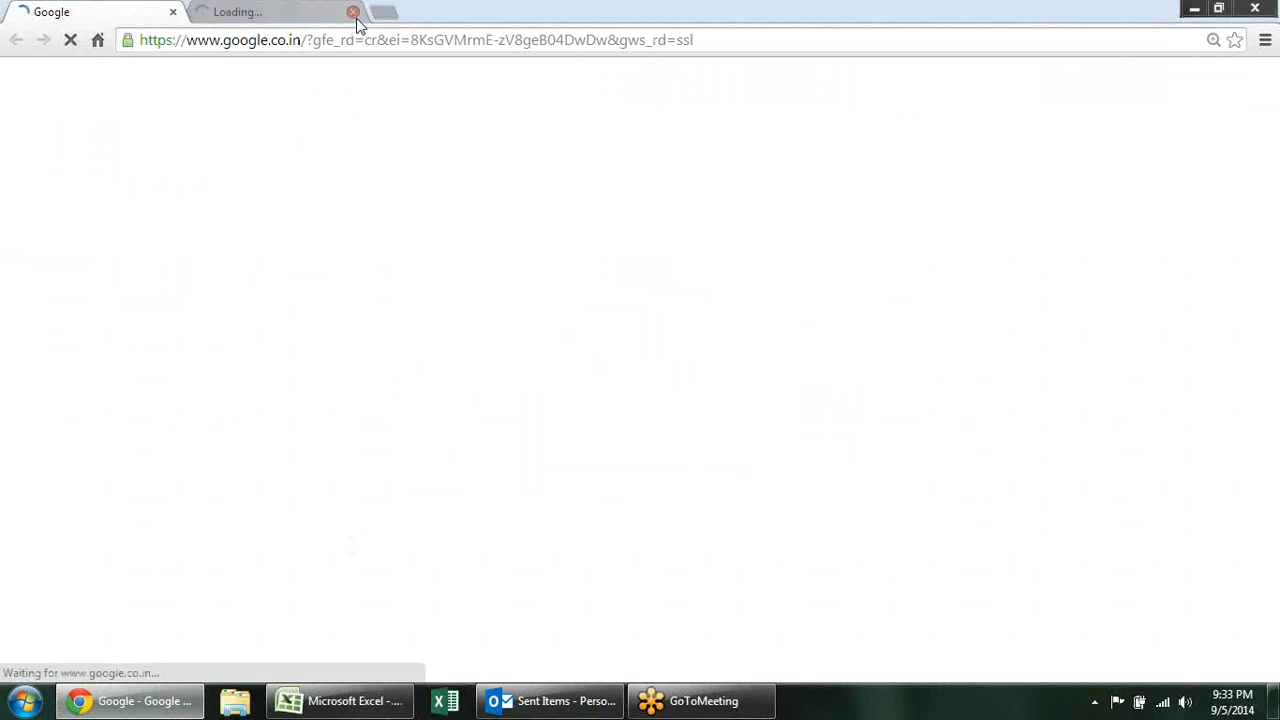 Google
Loading...
https://www.google.co.in/?gfe_rd=cr&ei=8KsGVMrmE-zV8geB04DwDw&gws_rd=ssl
Waiting for www.google.co.in...
Google - Google ...
Microsoft Excel -...
Sent Items - Perso...
GoToMeeting
9:33 PM
9/5/2014